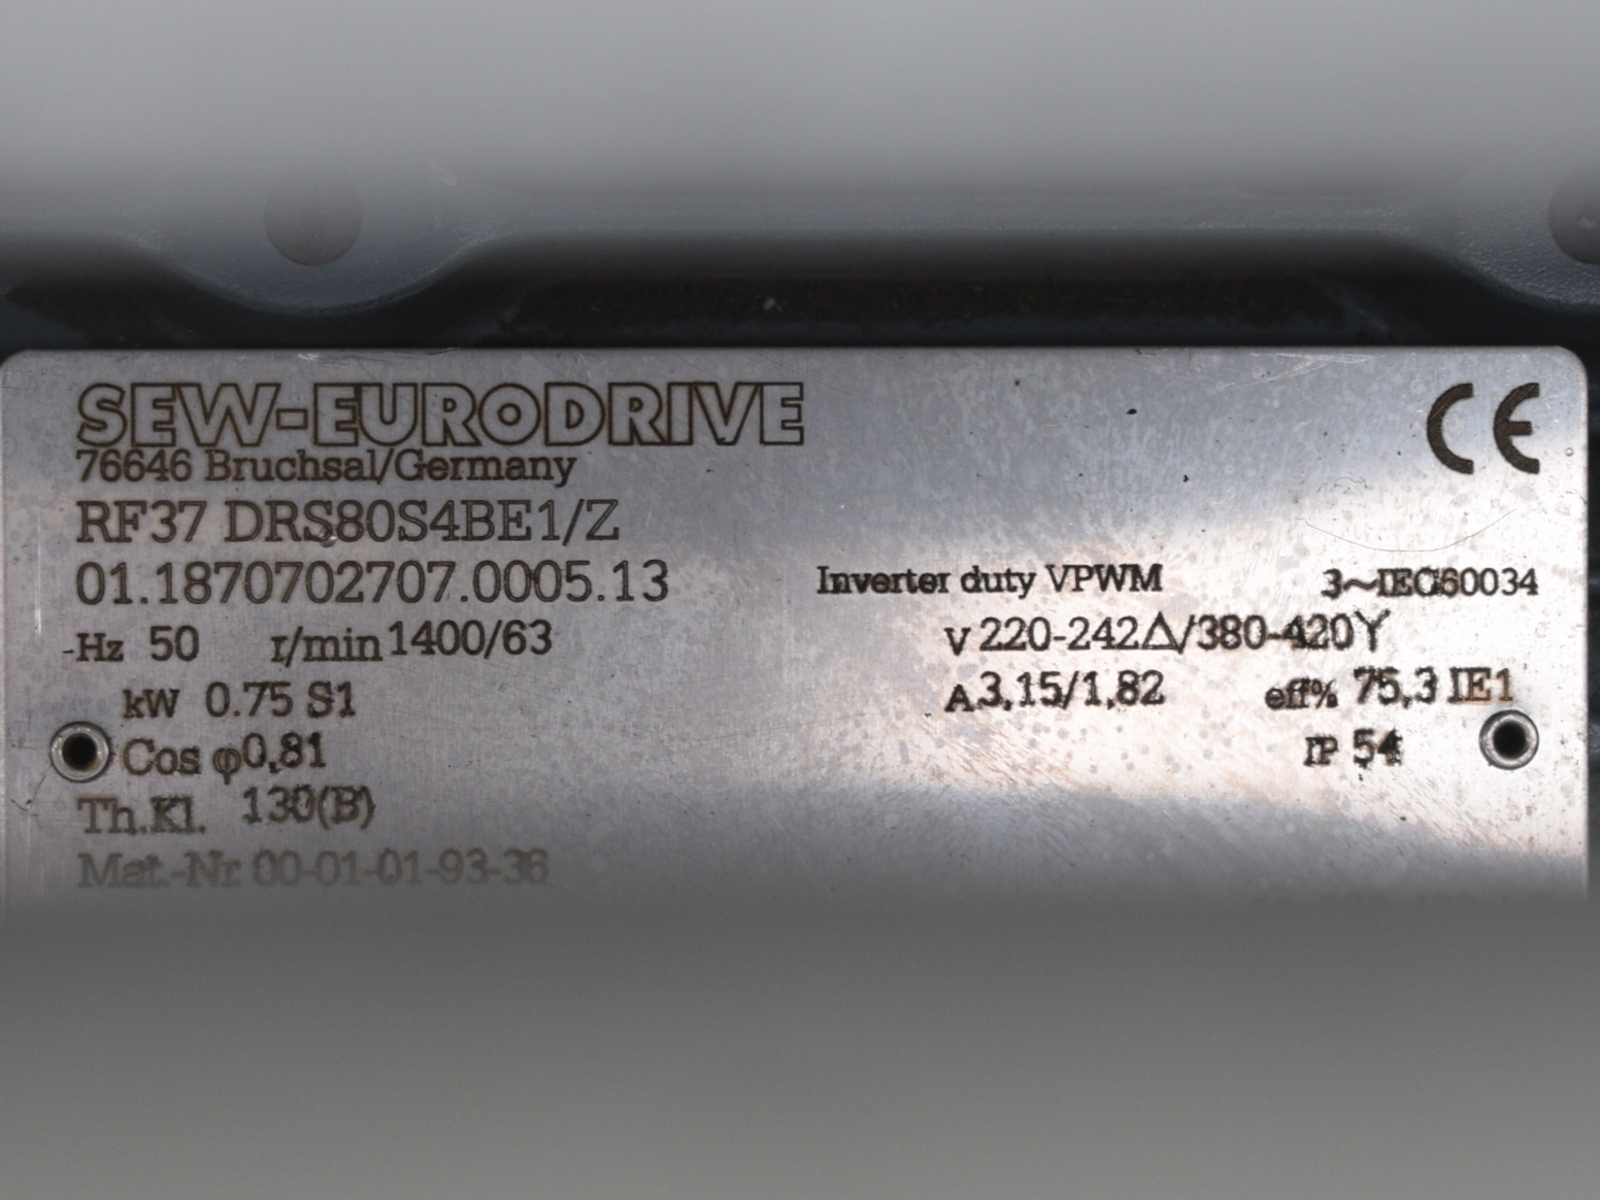 SEW-EURODRIVE
CE
76646 Bruchsal/Germany
RF37 DRS80S4BE1/Z
01.1870702707.0005.13 Inverter duty VPWM 3~IEC60034
Hz 50 r/min 1400/63 V 220-242Δ/380-420Y
kW 0.75 S1 A 3,15/1,82 eff% 75,3 IE1
Cos φ 0,81 IP 54
Th.Kl. 130(B)
Mat.-Nr. 00-01-01-93-36